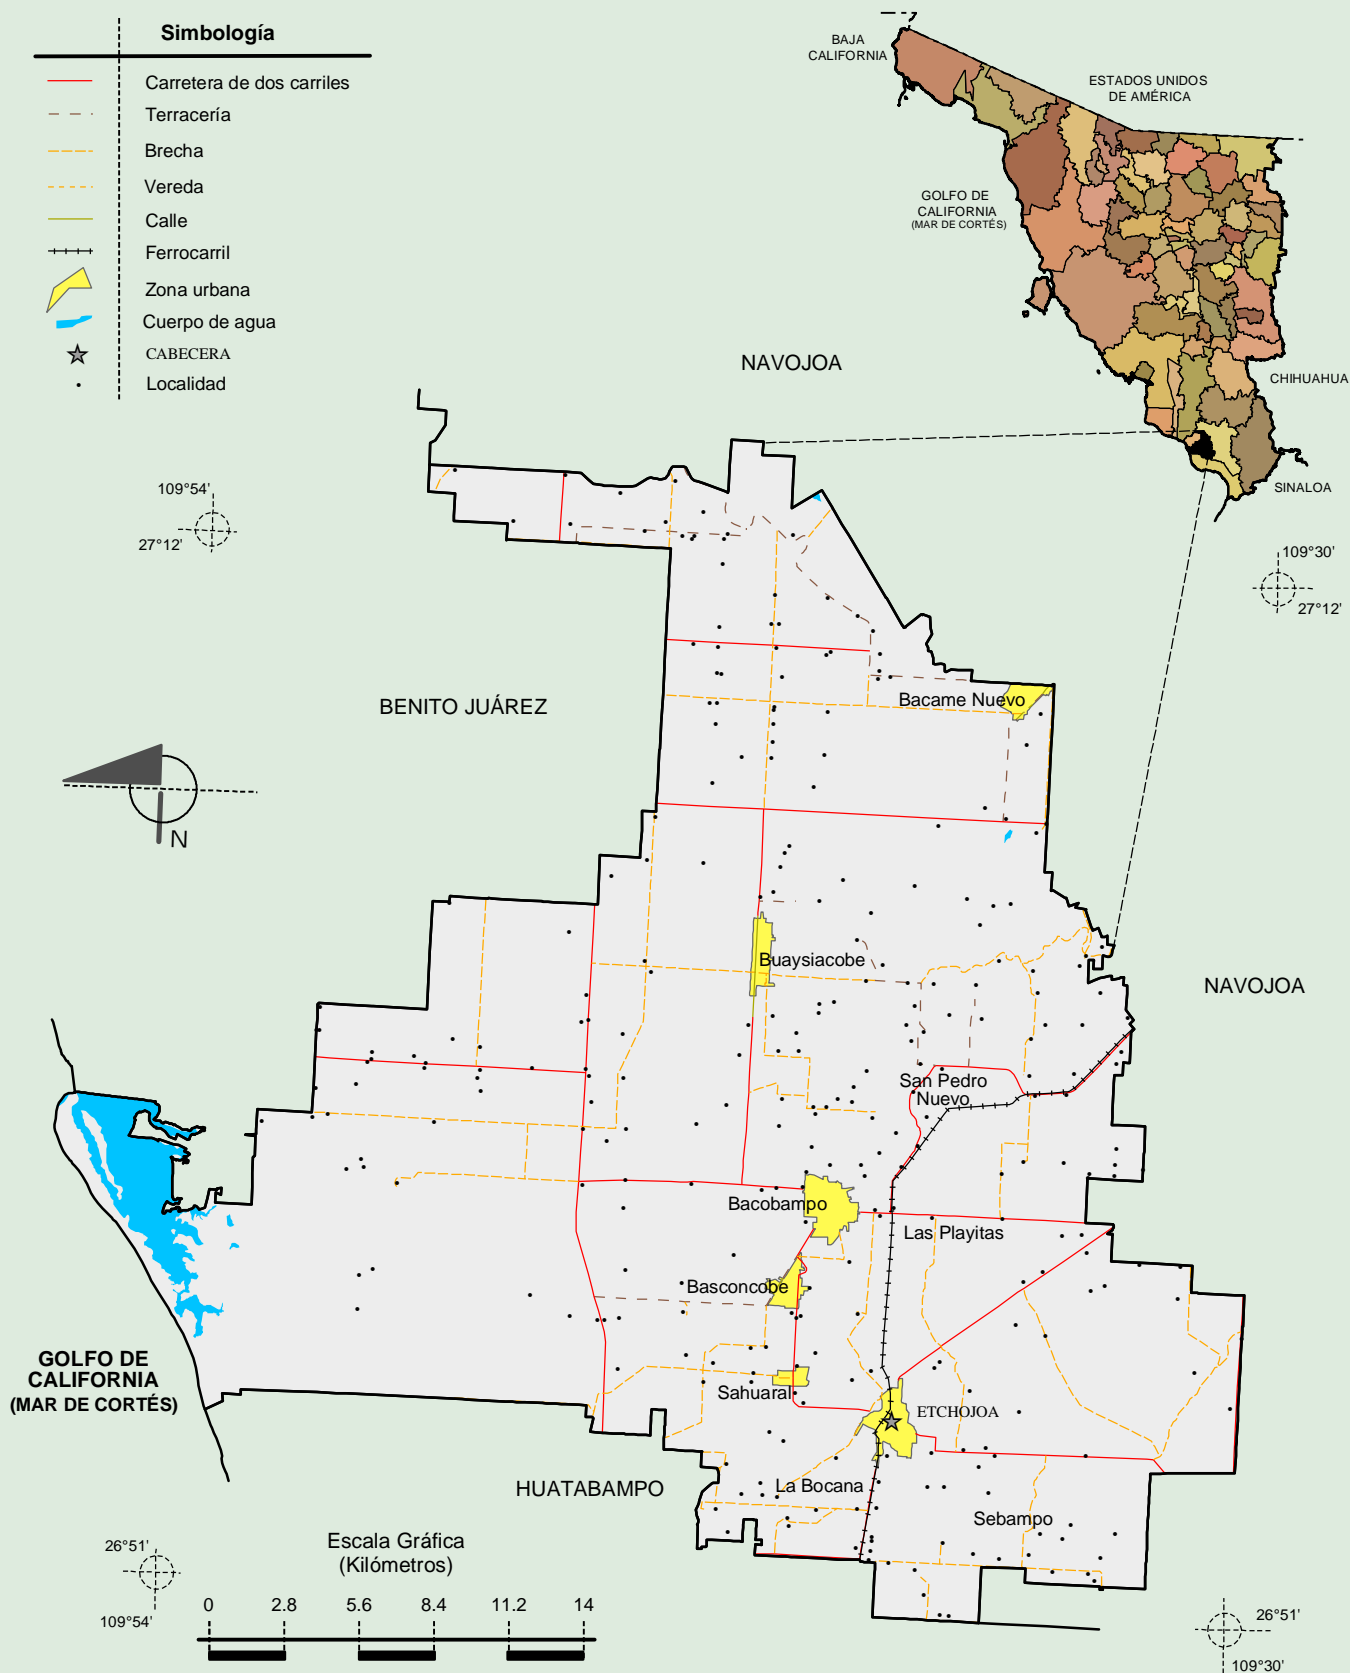 Simbología
Carretera de dos carriles
Terracería
Brecha
Vereda
Calle
Ferrocarril
Zona urbana
Cuerpo de agua
CABECERA
Localidad
BAJA
CALIFORNIA
ESTADOS UNIDOS
DE AMÉRICA
GOLFO DE
CALIFORNIA
(MAR DE CORTÉS)
CHIHUAHUA
SINALOA
NAVOJOA
109°54'
27°12'
109°30'
27°12'
BENITO JUÁREZ
Bacame Nuevo
N
Buaysiacobe
NAVOJOA
San Pedro
Nuevo
Bacobampo
Las Playitas
Basconcobe
GOLFO DE
CALIFORNIA
(MAR DE CORTÉS)
Sahuaral
ETCHOJOA
HUATABAMPO
La Bocana
Sebampo
Escala Gráfica
(Kilómetros)
0 2.8 5.6 8.4 11.2 14
26°51'
109°54'
26°51'
109°30'